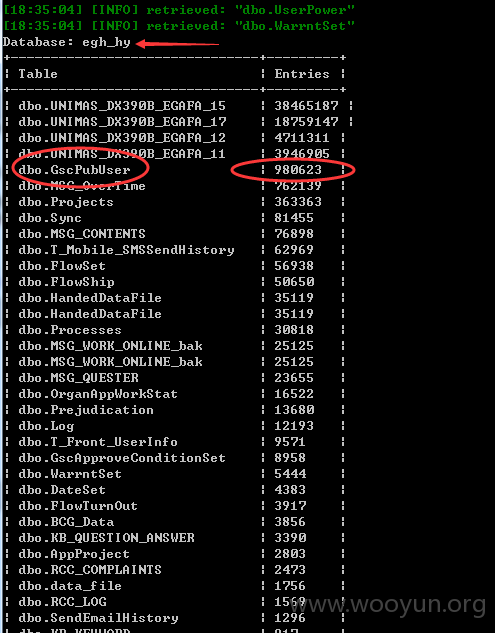 [18:35:04] [INFO] retrieved: "dbo.UserPower"
[18:35:04] [INFO] retrieved: "dbo.WarrntSet"
Database: egh_hy
+--------------------------------+---------+
| Table | Entries |
+--------------------------------+---------+
| dbo.UNIMAS_DX390B_EGAFA_15 | 38465187 |
| dbo.UNIMAS_DX390B_EGAFA_17 | 18759147 |
| dbo.UNIMAS_DX390B_EGAFA_12 | 4711311 |
| dbo.UNIMAS_DX390B_EGAFA_11 | 3946905 |
| dbo.GscPubUser | 980623 |
| dbo.MSG_OverTime | 762139 |
| dbo.Projects | 363363 |
| dbo.Sync | 81455 |
| dbo.MSG_CONTENTS | 76898 |
| dbo.T_Mobile_SMSSendHistory | 62969 |
| dbo.FlowSet | 56938 |
| dbo.FlowShip | 50650 |
| dbo.HandedDataFile | 35119 |
| dbo.HandedDataFile | 35119 |
| dbo.Processes | 30818 |
| dbo.MSG_WORK_ONLINE_bak | 25125 |
| dbo.MSG_WORK_ONLINE_bak | 25125 |
| dbo.MSG_QUESTER | 23655 |
| dbo.OrganAppWorkStat | 16522 |
| dbo.Prejudication | 13680 |
| dbo.Log | 12193 |
| dbo.T_Front_UserInfo | 9571 |
| dbo.GscApproveConditionSet | 8958 |
| dbo.WarrntSet | 5444 |
| dbo.DateSet | 4383 |
| dbo.FlowTurnOut | 3917 |
| dbo.BCG_Data | 3856 |
| dbo.KB_QUESTION_ANSWER | 3390 |
| dbo.AppProject | 2803 |
| dbo.RCC_COMPLAINTS | 2473 |
| dbo.data_file | 1756 |
| dbo.RCC_LOG | 1569 |
www.wooyun.org
| dbo.SendEmailHistory | 1296 |
| dbo.KB_KEYWORD | 917 |